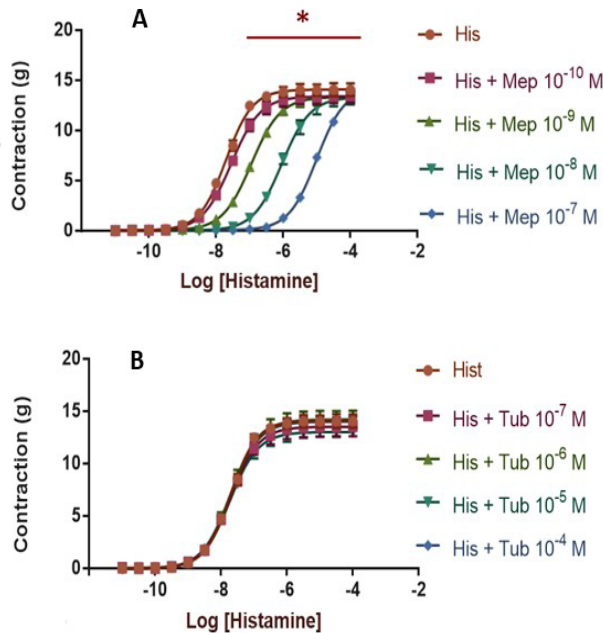 A
*
Contraction (g)
20
15
10
5
0
-10
-8
-6
-4
-2
Log [Histamine]
His
His + Mep 10⁻¹⁰ M
His + Mep 10⁻⁹ M
His + Mep 10⁻⁸ M
His + Mep 10⁻⁷ M
B
Contraction (g)
20
15
10
5
0
-10
-8
-6
-4
-2
Log [Histamine]
Hist
His + Tub 10⁻⁷ M
His + Tub 10⁻⁶ M
His + Tub 10⁻⁵ M
His + Tub 10⁻⁴ M